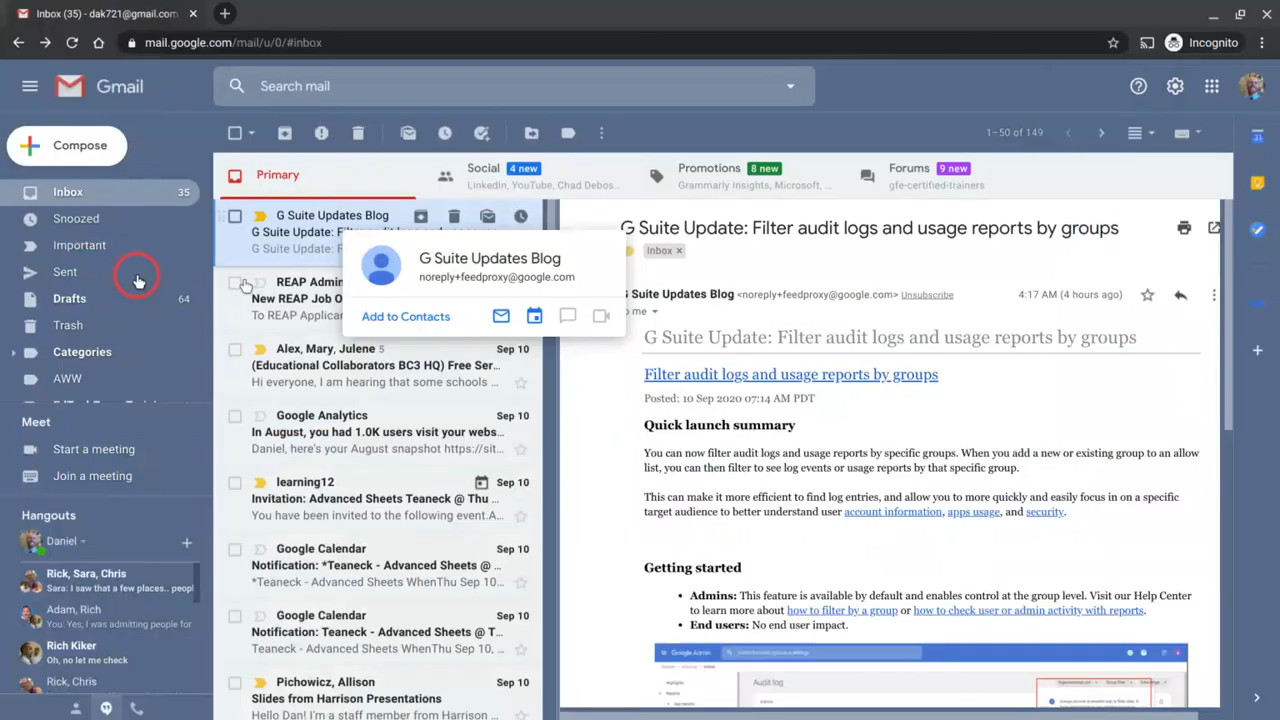 Inbox (35) - dak721@gmail.com
mail.google.com/mail/u/0/#inbox
Incognito
Gmail
Search mail
Compose
1–50 of 149
Inbox 35
Snoozed
Important
Sent
Drafts 64
Trash
Categories
AWW
Meet
Start a meeting
Join a meeting
Hangouts
Daniel
Rick, Sara, Chris
Sara: I saw that a few places.. peopl
Adam, Rich
You: Yes, I was admitting people for
Rick Kiker
Oh, no let me check
Rick, Chris
Primary
Social 4 new
LinkedIn, YouTube, Chad Debos...
Promotions 8 new
Grammarly Insights, Microsoft, ...
Forums 9 new
gfe-certified-trainers
G Suite Updates Blog
G Suite Update: Filter audit logs and us
G Suite Update: F
REAP Admin
New REAP Job O
To REAP Applicar
G Suite Updates Blog
noreply+feedproxy@google.com
Add to Contacts
Alex, Mary, Julene 5 Sep 10
(Educational Collaborators BC3 HQ) Free Ser...
Hi everyone, I am hearing that some schools ...
Google Analytics Sep 10
In August, you had 1.0K users visit your webs...
Daniel, here's your August snapshot https://sit...
lerning12 Sep 10
Invitation: Advanced Sheets Teaneck @ Thu ...
You have been invited to the following event.A...
Google Calendar Sep 10
Notification: *Teaneck - Advanced Sheets @ ...
*Teaneck - Advanced Sheets WhenThu Sep 10...
Google Calendar Sep 10
Notification: Teaneck - Advanced Sheets @ T...
Teaneck - Advanced Sheets WhenThu Sep 10, ...
Pichowicz, Allison Sep 10
Slides from Harrison Presentation
Hello Dan! I'm a staff member from Harrison ...
G Suite Update: Filter audit logs and usage reports by groups
Inbox ×
G Suite Updates Blog <noreply+feedproxy@google.com> Unsubscribe 4:17 AM (4 hours ago)
o me
G Suite Update: Filter audit logs and usage reports by groups
Filter audit logs and usage reports by groups
Posted: 10 Sep 2020 07:14 AM PDT
Quick launch summary
You can now filter audit logs and usage reports by specific groups. When you add a new or existing group to an allow
list, you can then filter to see log events or usage reports by that specific group.
This can make it more efficient to find log entries, and allow you to more quickly and easily focus in on a specific
target audience to better understand user account information, apps usage, and security.
Getting started
• Admins: This feature is available by default and enables control at the group level. Visit our Help Center
to learn more about how to filter by a group or how to check user or admin activity with reports.
• End users: No end user impact.
Google Admin
Audit log